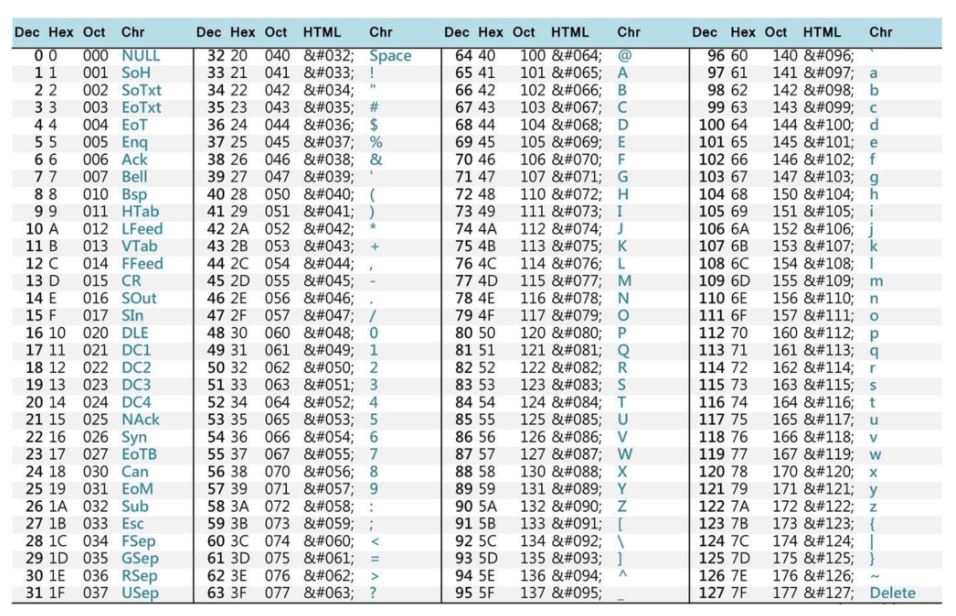 Dec Hex Oct Chr Dec Hex Oct HTML Chr Dec Hex Oct HTML Chr Dec Hex Oct HTML Chr
0 0 000 NULL 32 20 040 &#032; Space 64 40 100 &#064; @ 96 60 140 &#096; `
1 1 001 SoH 33 21 041 &#033; ! 65 41 101 &#065; A 97 61 141 &#097; a
2 2 002 SoTxt 34 22 042 &#034; " 66 42 102 &#066; B 98 62 142 &#098; b
3 3 003 EoTxt 35 23 043 &#035; # 67 43 103 &#067; C 99 63 143 &#099; c
4 4 004 EoT 36 24 044 &#036; $ 68 44 104 &#068; D 100 64 144 &#100; d
5 5 005 Enq 37 25 045 &#037; % 69 45 105 &#069; E 101 65 145 &#101; e
6 6 006 Ack 38 26 046 &#038; & 70 46 106 &#070; F 102 66 146 &#102; f
7 7 007 Bell 39 27 047 &#039; ' 71 47 107 &#071; G 103 67 147 &#103; g
8 8 010 Bsp 40 28 050 &#040; ( 72 48 110 &#072; H 104 68 150 &#104; h
9 9 011 HTab 41 29 051 &#041; ) 73 49 111 &#073; I 105 69 151 &#105; i
10 A 012 LFeed 42 2A 052 &#042; * 74 4A 112 &#074; J 106 6A 152 &#106; j
11 B 013 VTab 43 2B 053 &#043; + 75 4B 113 &#075; K 107 6B 153 &#107; k
12 C 014 FFeed 44 2C 054 &#044; , 76 4C 114 &#076; L 108 6C 154 &#108; l
13 D 015 CR 45 2D 055 &#045; - 77 4D 115 &#077; M 109 6D 155 &#109; m
14 E 016 SOut 46 2E 056 &#046; . 78 4E 116 &#078; N 110 6E 156 &#110; n
15 F 017 SIn 47 2F 057 &#047; / 79 4F 117 &#079; O 111 6F 157 &#111; o
16 10 020 DLE 48 30 060 &#048; 0 80 50 120 &#080; P 112 70 160 &#112; p
17 11 021 DC1 49 31 061 &#049; 1 81 51 121 &#081; Q 113 71 161 &#113; q
18 12 022 DC2 50 32 062 &#050; 2 82 52 122 &#082; R 114 72 162 &#114; r
19 13 023 DC3 51 33 063 &#051; 3 83 53 123 &#083; S 115 73 163 &#115; s
20 14 024 DC4 52 34 064 &#052; 4 84 54 124 &#084; T 116 74 164 &#116; t
21 15 025 NAck 53 35 065 &#053; 5 85 55 125 &#085; U 117 75 165 &#117; u
22 16 026 Syn 54 36 066 &#054; 6 86 56 126 &#086; V 118 76 166 &#118; v
23 17 027 EoTB 55 37 067 &#055; 7 87 57 127 &#087; W 119 77 167 &#119; w
24 18 030 Can 56 38 070 &#056; 8 88 58 130 &#088; X 120 78 170 &#120; x
25 19 031 EoM 57 39 071 &#057; 9 89 59 131 &#089; Y 121 79 171 &#121; y
26 1A 032 Sub 58 3A 072 &#058; : 90 5A 132 &#090; Z 122 7A 172 &#122; z
27 1B 033 Esc 59 3B 073 &#059; ; 91 5B 133 &#091; [ 123 7B 173 &#123; {
28 1C 034 FSep 60 3C 074 &#060; < 92 5C 134 &#092; \ 124 7C 174 &#124; |
29 1D 035 GSep 61 3D 075 &#061; = 93 5D 135 &#093; ] 125 7D 175 &#125; }
30 1E 036 RSep 62 3E 076 &#062; > 94 5E 136 &#094; ^ 126 7E 176 &#126; ~
31 1F 037 USep 63 3F 077 &#063; ? 95 5F 137 &#095; _ 127 7F 177 &#127; Delete